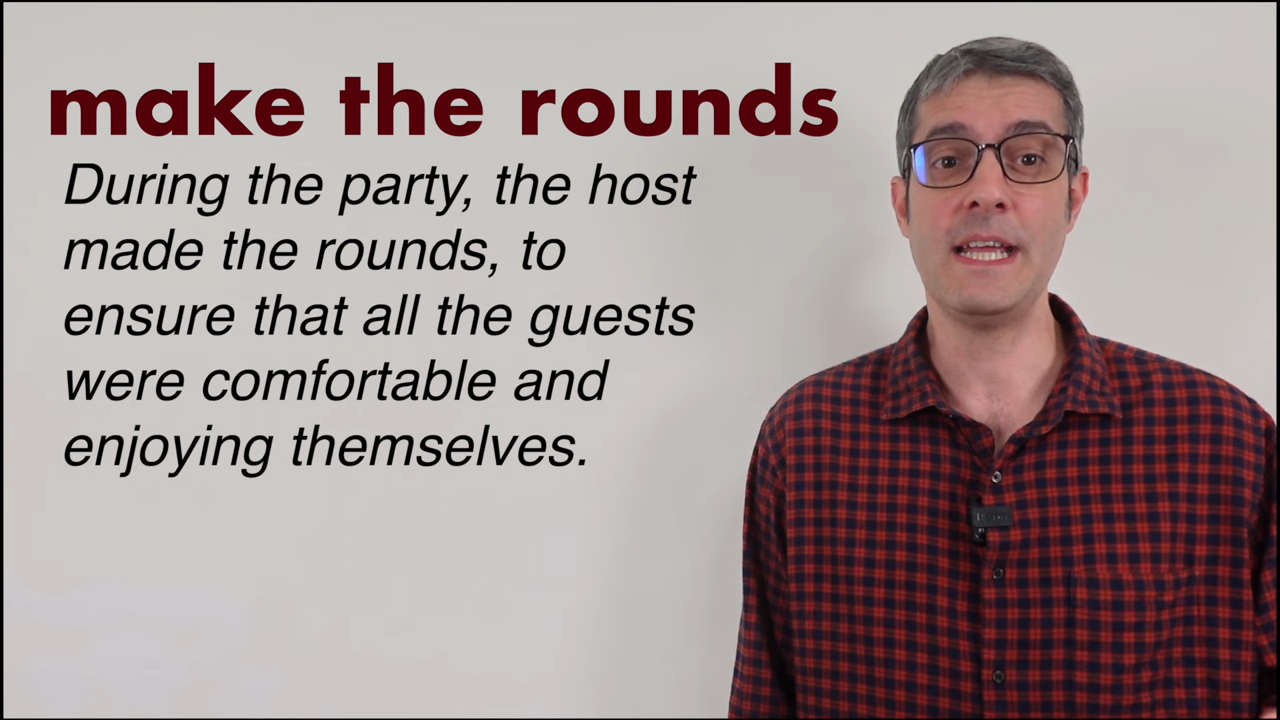 make the rounds
During the party, the host
made the rounds, to
ensure that all the guests
were comfortable and
enjoying themselves.